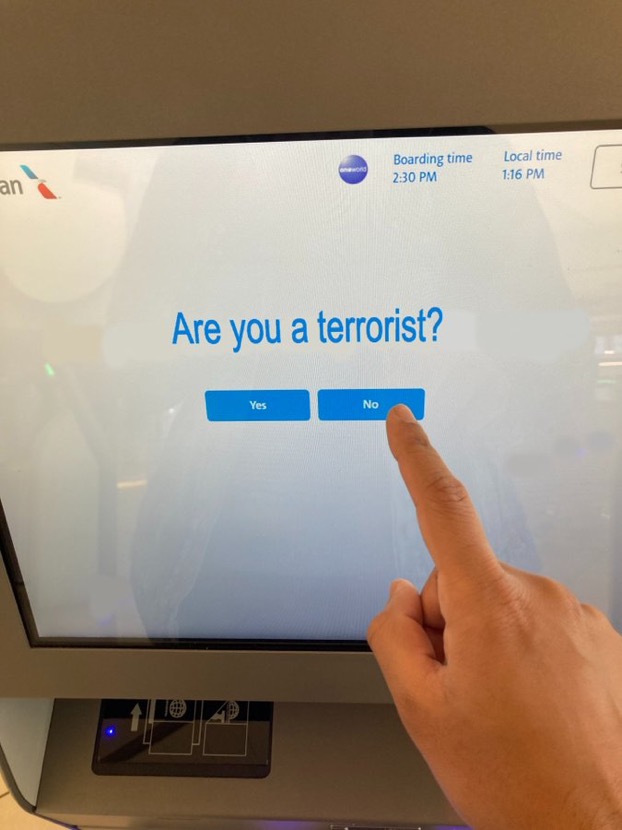 an
oneworld
Boarding time
2:30 PM
Local time
1:16 PM
Are you a terrorist?
Yes
No